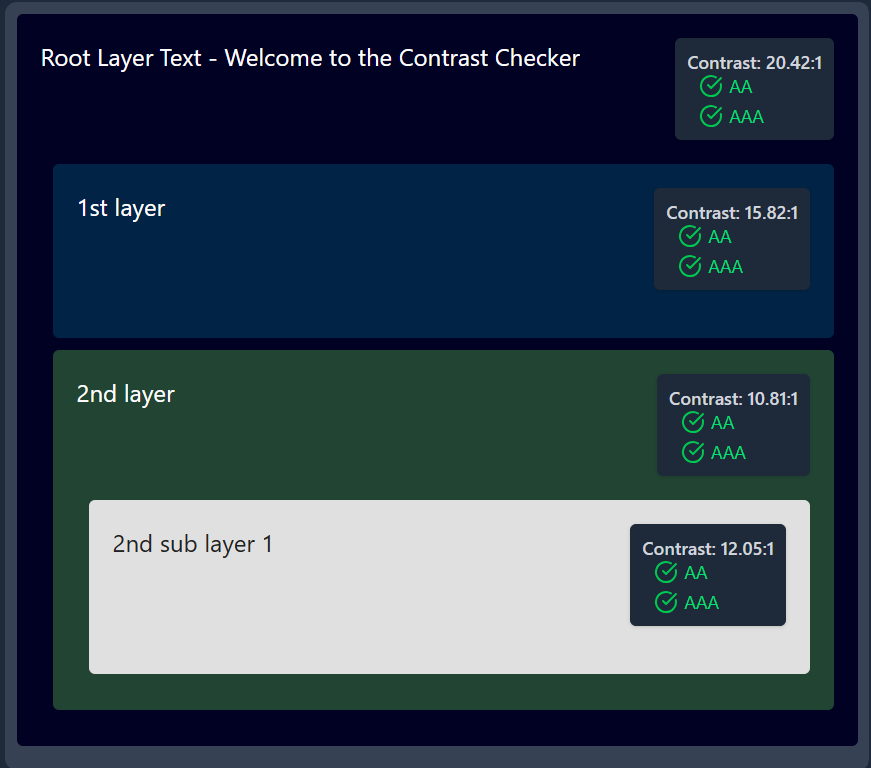 Root Layer Text - Welcome to the Contrast Checker
Contrast: 20.42:1
AA
AAA
1st layer
Contrast: 15.82:1
AA
AAA
2nd layer
Contrast: 10.81:1
AA
AAA
2nd sub layer 1
Contrast: 12.05:1
AA
AAA